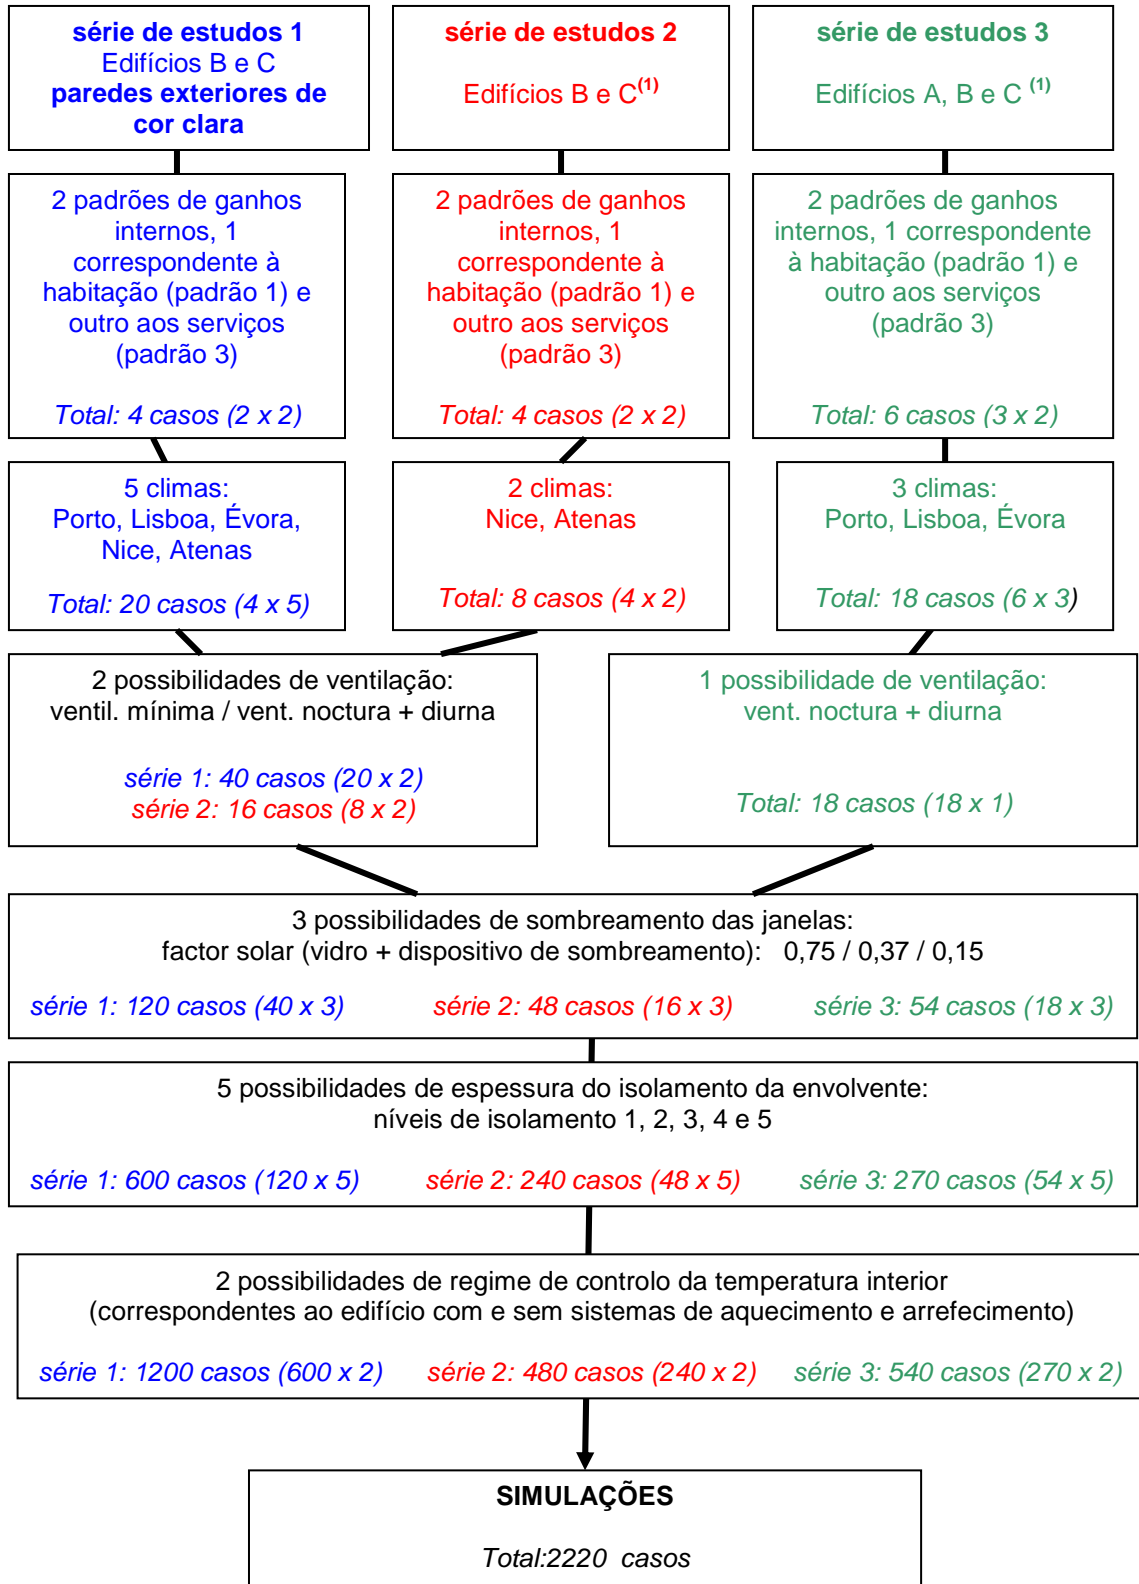 série de estudos 1
Edifícios B e C
paredes exteriores de
cor clara
série de estudos 2
Edifícios B e C(1)
série de estudos 3
Edifícios A, B e C (1)
2 padrões de ganhos
internos, 1
correspondente à
habitação (padrão 1) e
outro aos serviços
(padrão 3)
Total: 4 casos (2 x 2)
2 padrões de ganhos
internos, 1
correspondente à
habitação (padrão 1) e
outro aos serviços
(padrão 3)
Total: 4 casos (2 x 2)
2 padrões de ganhos
internos, 1 correspondente
à habitação (padrão 1) e
outro aos serviços
(padrão 3)
Total: 6 casos (3 x 2)
5 climas:
Porto, Lisboa, Évora,
Nice, Atenas
Total: 20 casos (4 x 5)
2 climas:
Nice, Atenas
Total: 8 casos (4 x 2)
3 climas:
Porto, Lisboa, Évora
Total: 18 casos (6 x 3)
2 possibilidades de ventilação:
ventil. mínima / vent. noctura + diurna
série 1: 40 casos (20 x 2)
série 2: 16 casos (8 x 2)
1 possibilidade de ventilação:
vent. noctura + diurna
Total: 18 casos (18 x 1)
3 possibilidades de sombreamento das janelas:
factor solar (vidro + dispositivo de sombreamento): 0,75 / 0,37 / 0,15
série 1: 120 casos (40 x 3) série 2: 48 casos (16 x 3) série 3: 54 casos (18 x 3)
5 possibilidades de espessura do isolamento da envolvente:
níveis de isolamento 1, 2, 3, 4 e 5
série 1: 600 casos (120 x 5) série 2: 240 casos (48 x 5) série 3: 270 casos (54 x 5)
2 possibilidades de regime de controlo da temperatura interior
(correspondentes ao edifício com e sem sistemas de aquecimento e arrefecimento)
série 1: 1200 casos (600 x 2) série 2: 480 casos (240 x 2) série 3: 540 casos (270 x 2)
SIMULAÇÕES
Total:2220 casos